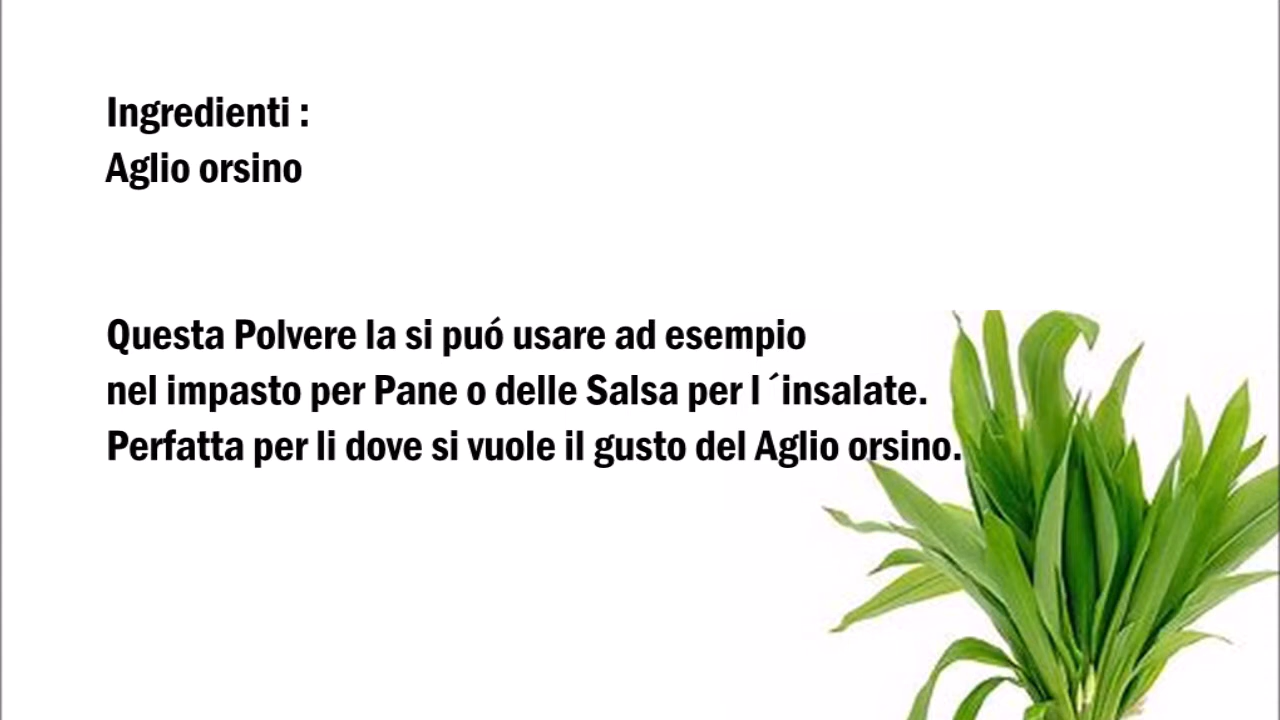 Ingredienti :
Aglio orsino
Questa Polvere la si puó usare ad esempio
nel impasto per Pane o delle Salsa per l ´insalate.
Perfatta per li dove si vuole il gusto del Aglio orsino.